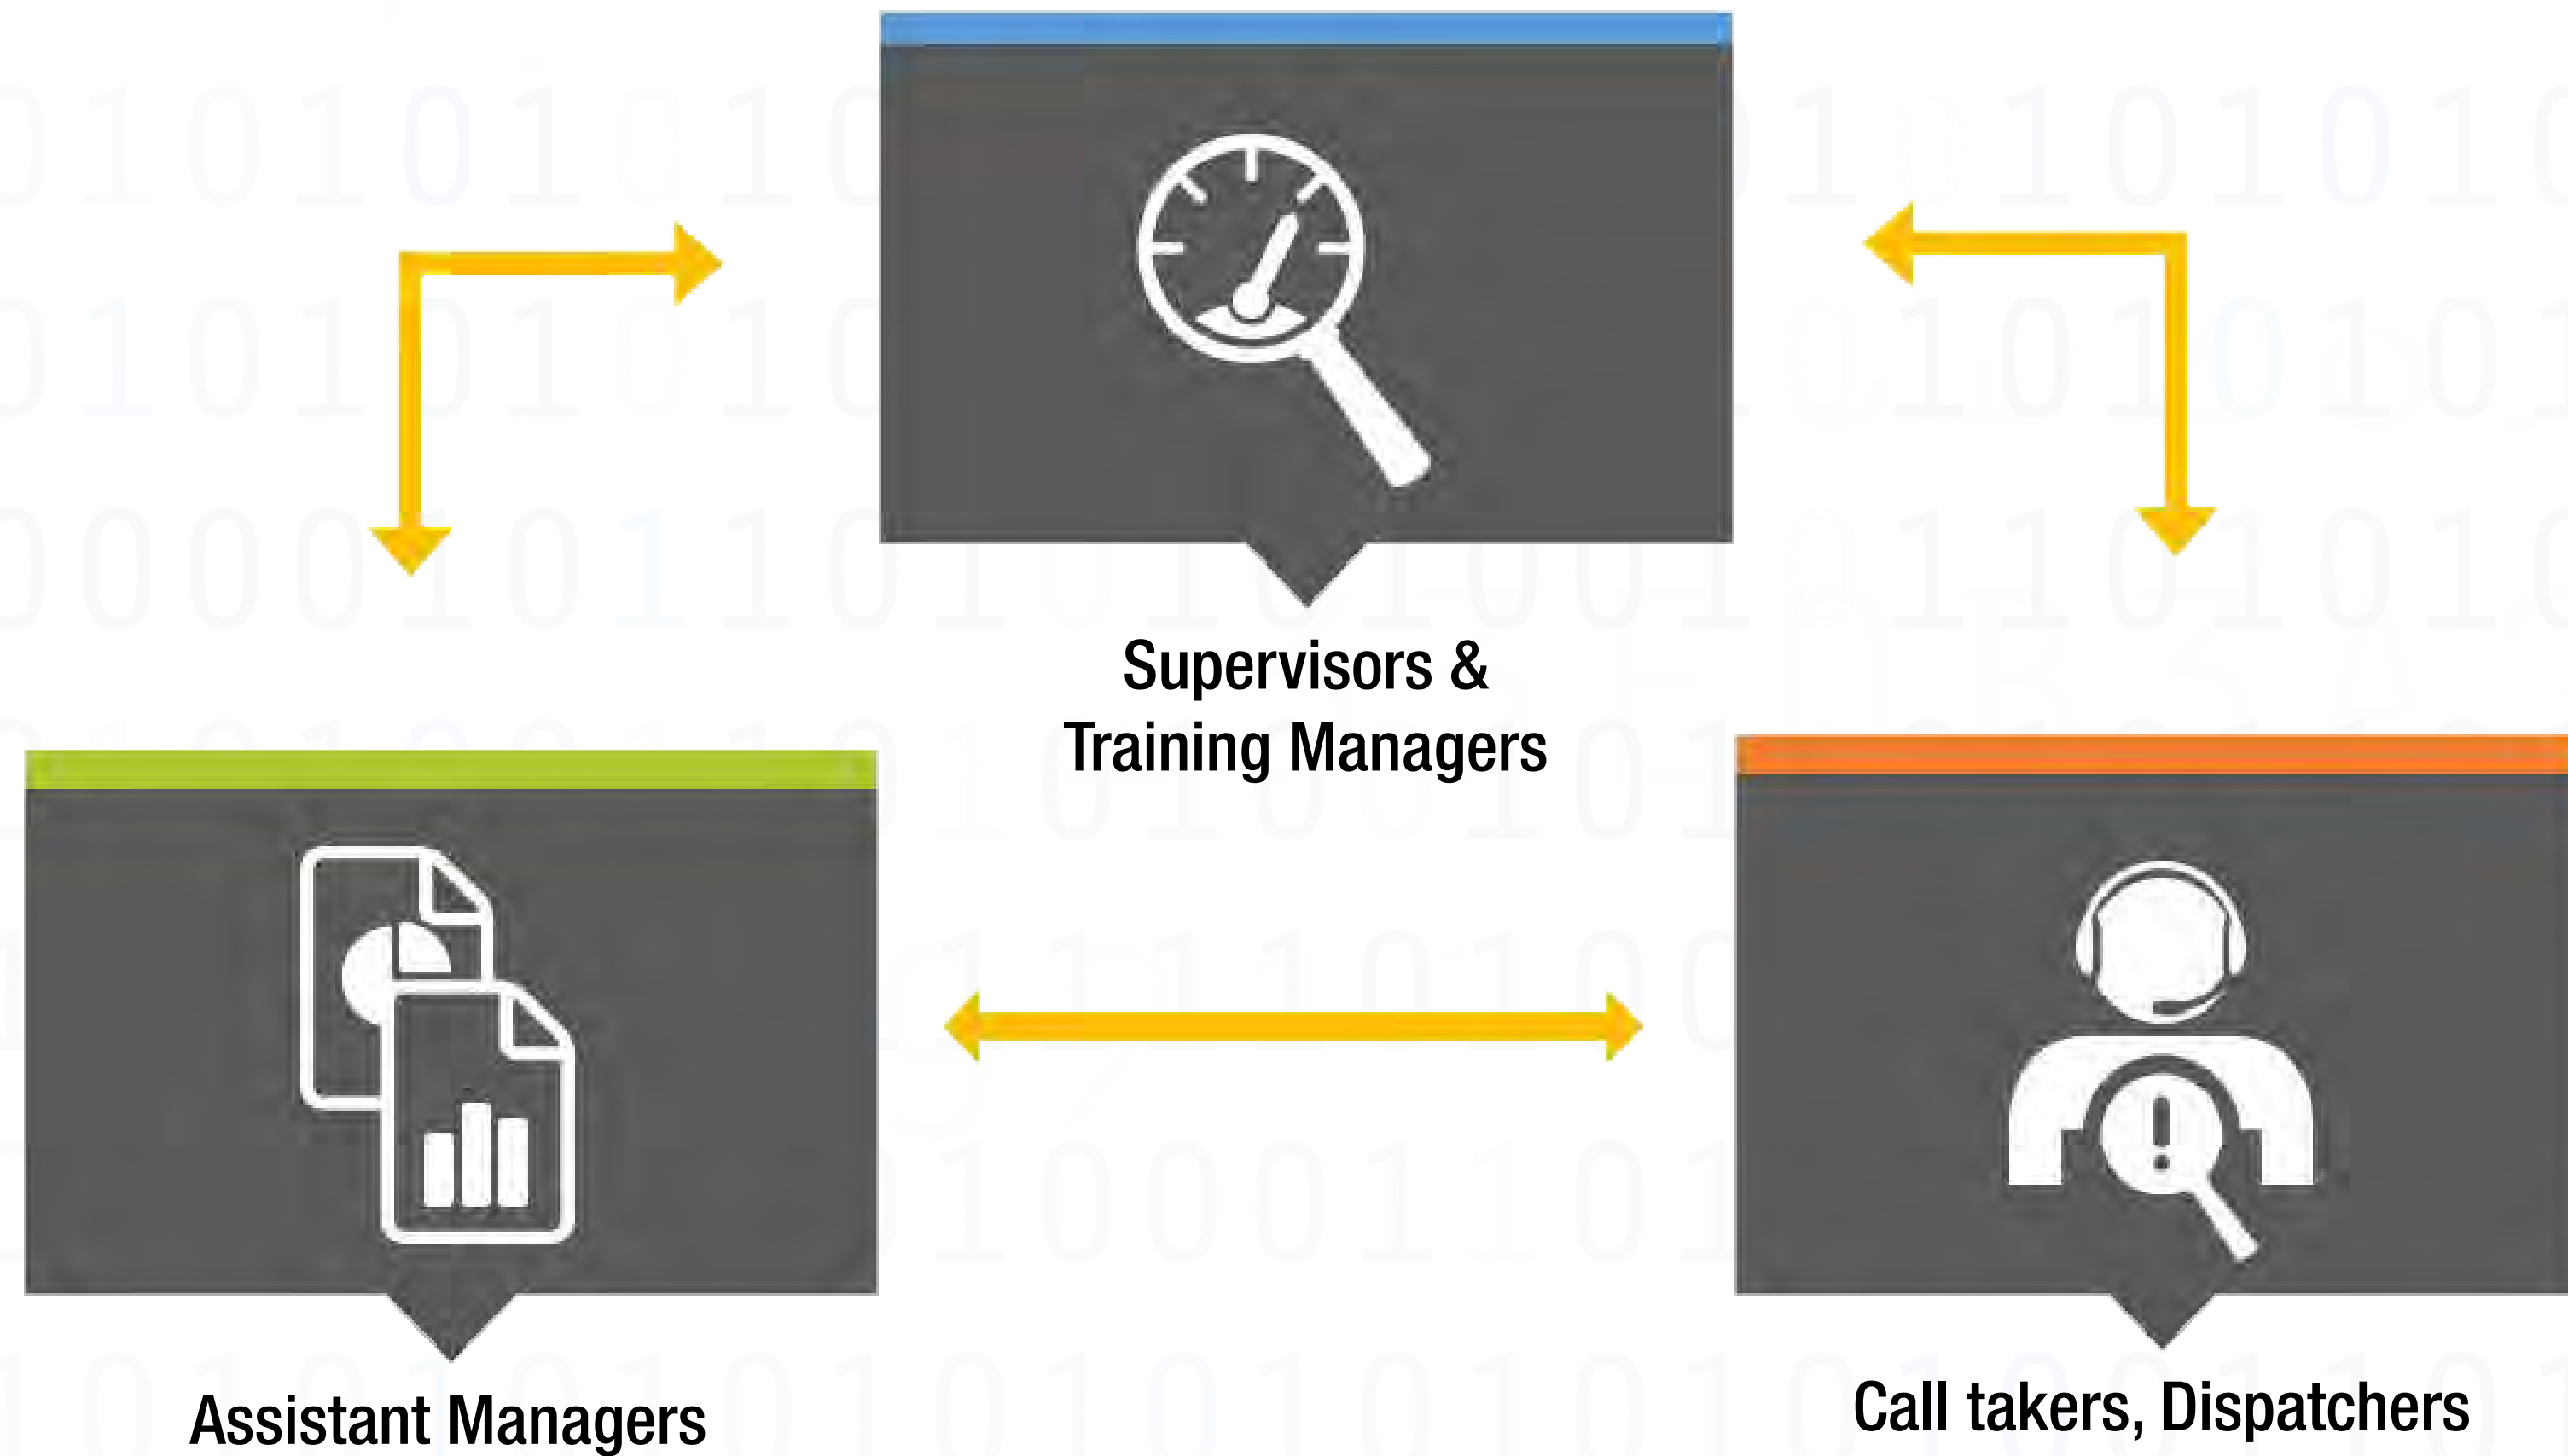 Supervisors &
Training Managers
Assistant Managers
Call takers, Dispatchers